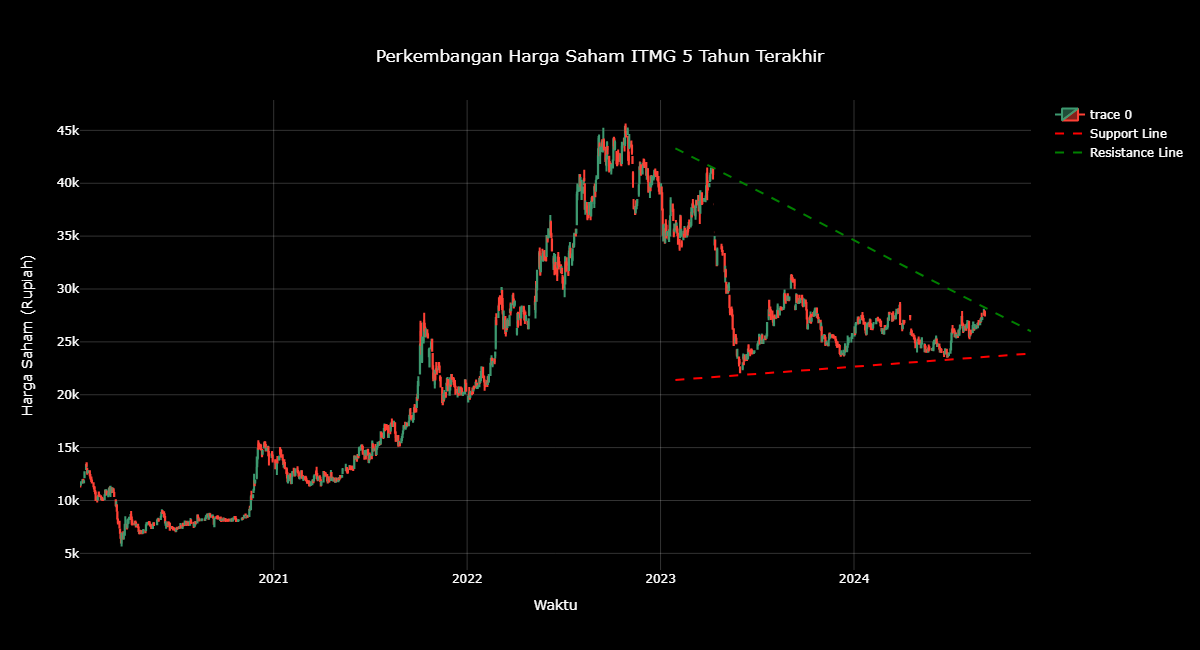 Perkembangan Harga Saham ITMG 5 Tahun Terakhir
trace 0
Support Line
Resistance Line
45k
40k
35k
30k
25k
20k
15k
10k
5k
Harga Saham (Rupiah)
2021
2022
2023
2024
Waktu